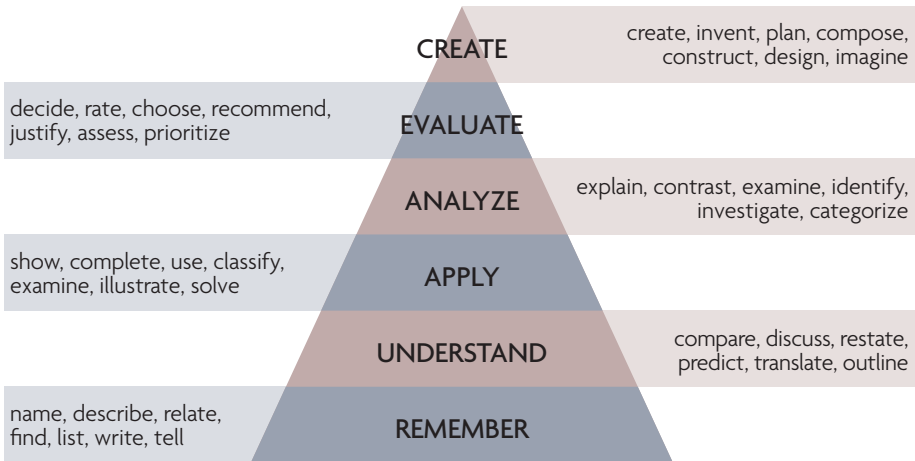 CREATE
create, invent, plan, compose,
construct, design, imagine
decide, rate, choose, recommend,
justify, assess, prioritize
EVALUATE
ANALYZE
explain, contrast, examine, identify,
investigate, categorize
show, complete, use, classify,
examine, illustrate, solve
APPLY
UNDERSTAND
compare, discuss, restate,
predict, translate, outline
name, describe, relate,
find, list, write, tell
REMEMBER